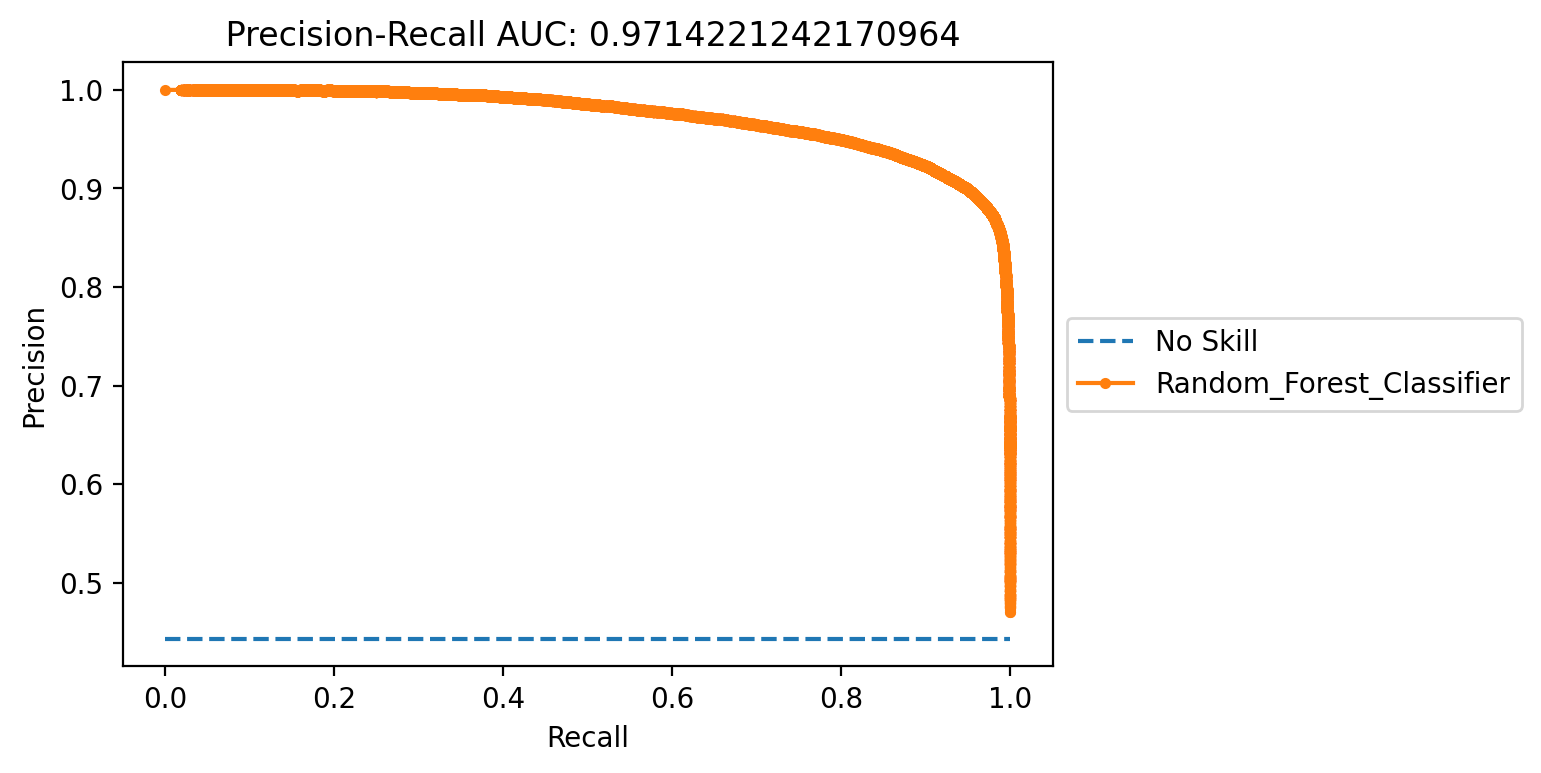 Precision-Recall AUC: 0.9714221242170964
1.0
0.9
0.8
0.7
0.6
0.5
Precision
0.0 0.2 0.4 0.6 0.8 1.0
Recall
No Skill
Random_Forest_Classifier